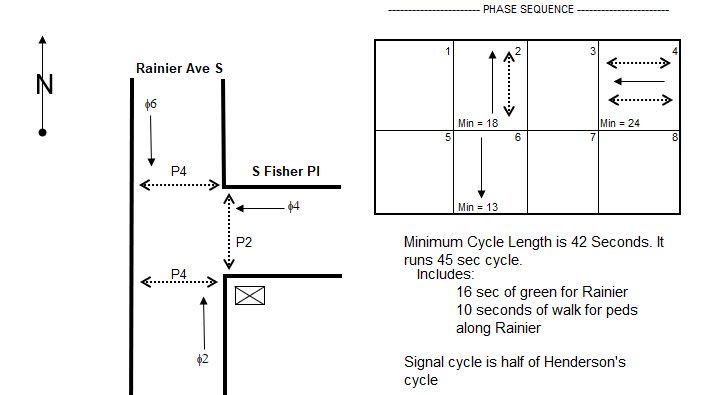 ------------------------ PHASE SEQUENCE ------------------------
N
Rainier Ave S
ϕ6
P4
S Fisher Pl
ϕ4
P2
P4
ϕ2
1
2
3
4
Min = 18
Min = 24
5
6
7
8
Min = 13
Minimum Cycle Length is 42 Seconds. It
runs 45 sec cycle.
Includes:
16 sec of green for Rainier
10 seconds of walk for peds
along Rainier
Signal cycle is half of Henderson's
cycle